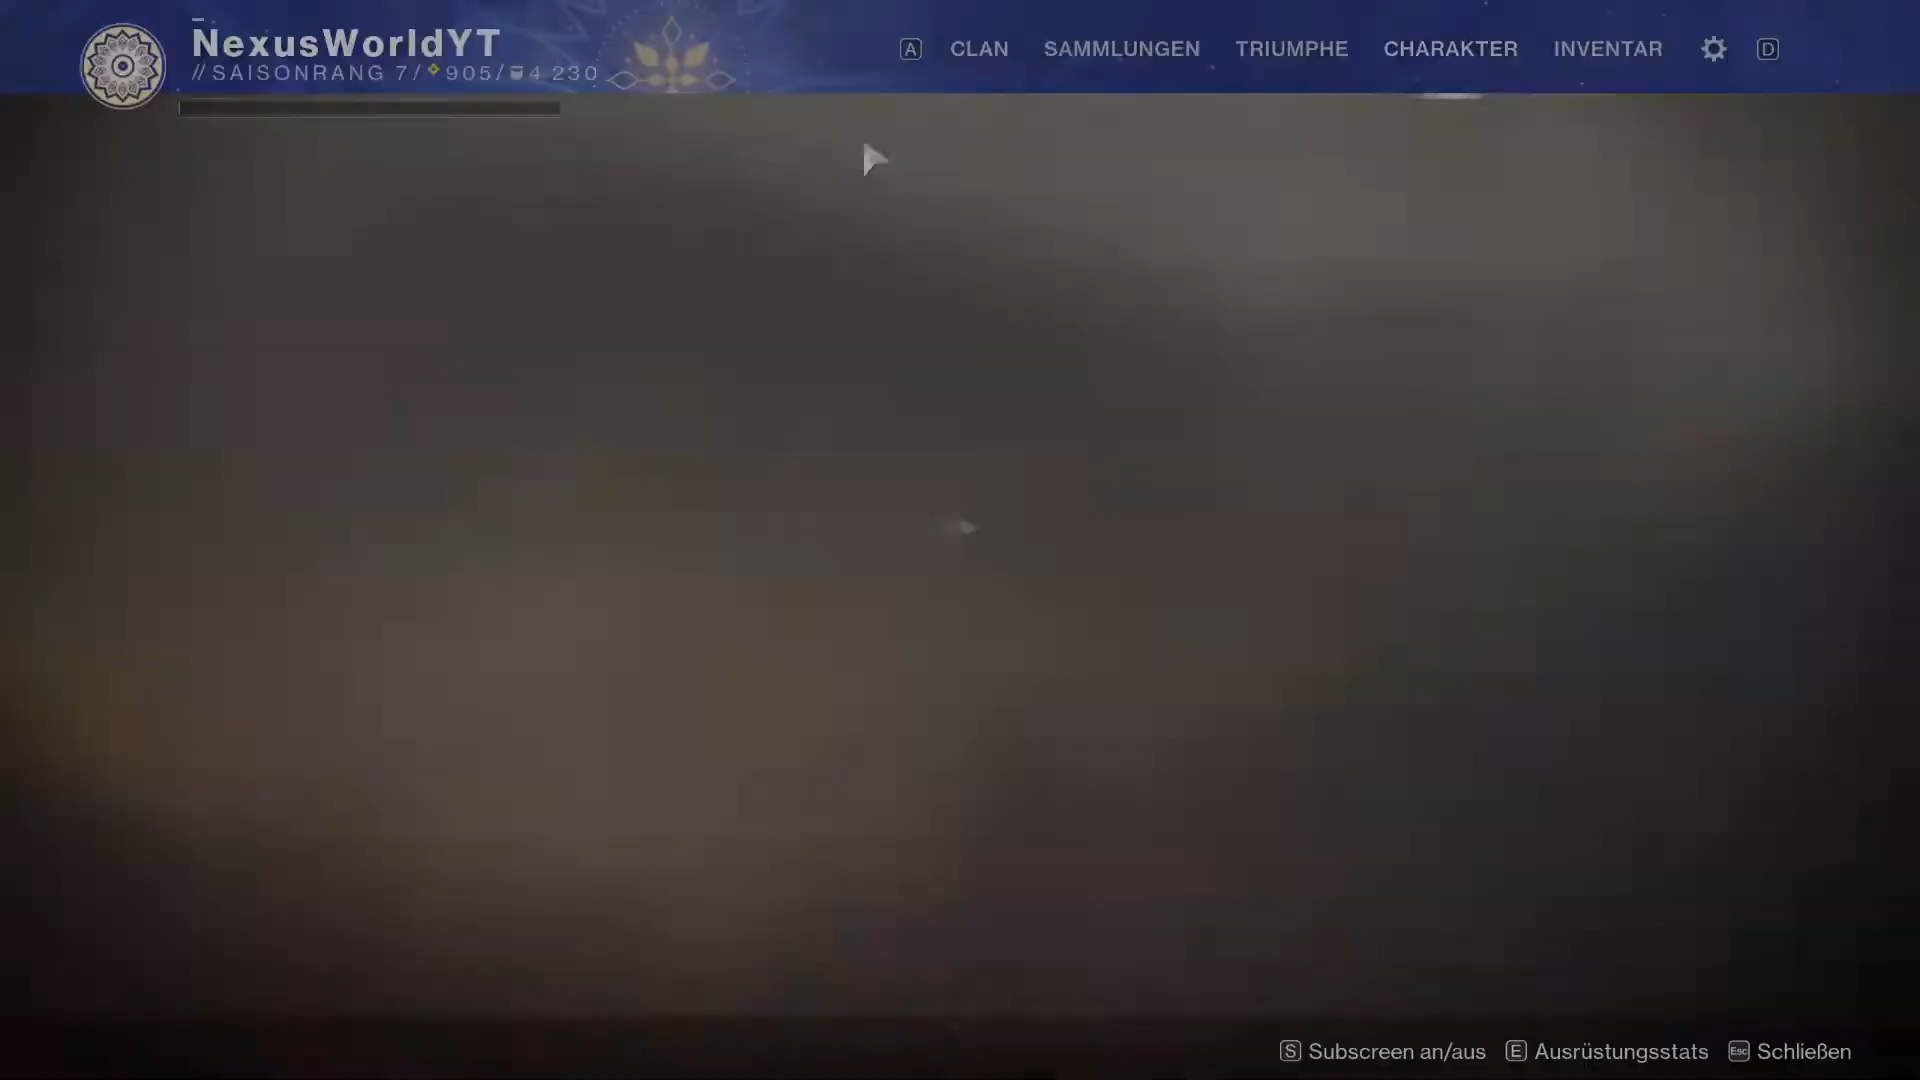 NexusWorldYT
//SAISONRANG 7/905/4 230
A CLAN SAMMLUNGEN TRIUMPHE CHARAKTER INVENTAR D
S Subscreen an/aus E Ausrüstungsstats Esc Schließen